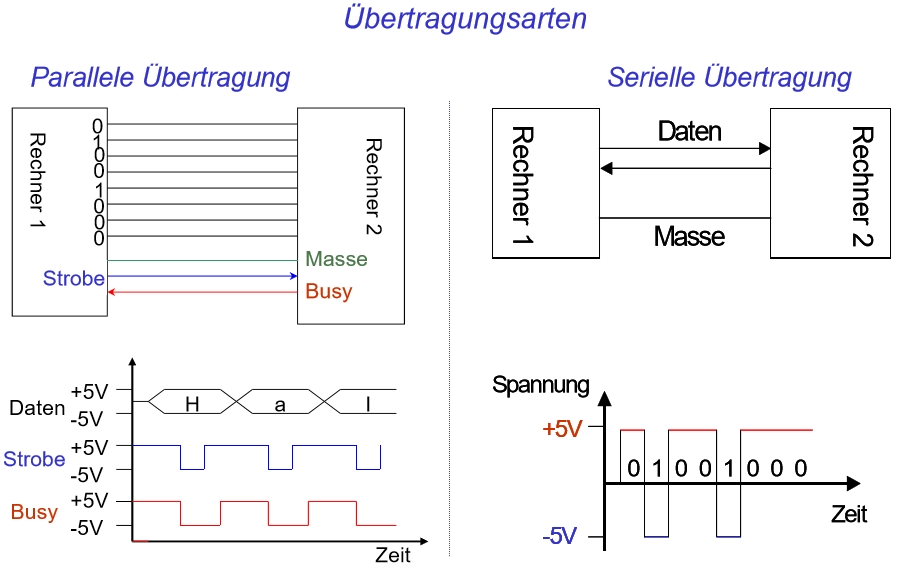 Übertragungsarten
Parallele Übertragung
Rechner 1
0
1
0
0
1
0
0
0
Rechner 2
Masse
Strobe
Busy
Daten
+5V
-5V
H a l
Strobe
+5V
-5V
Busy
+5V
-5V
Zeit
Serielle Übertragung
Rechner 1
Daten
Masse
Rechner 2
Spannung
+5V
0 1 0 0 1 0 0 0
Zeit
-5V